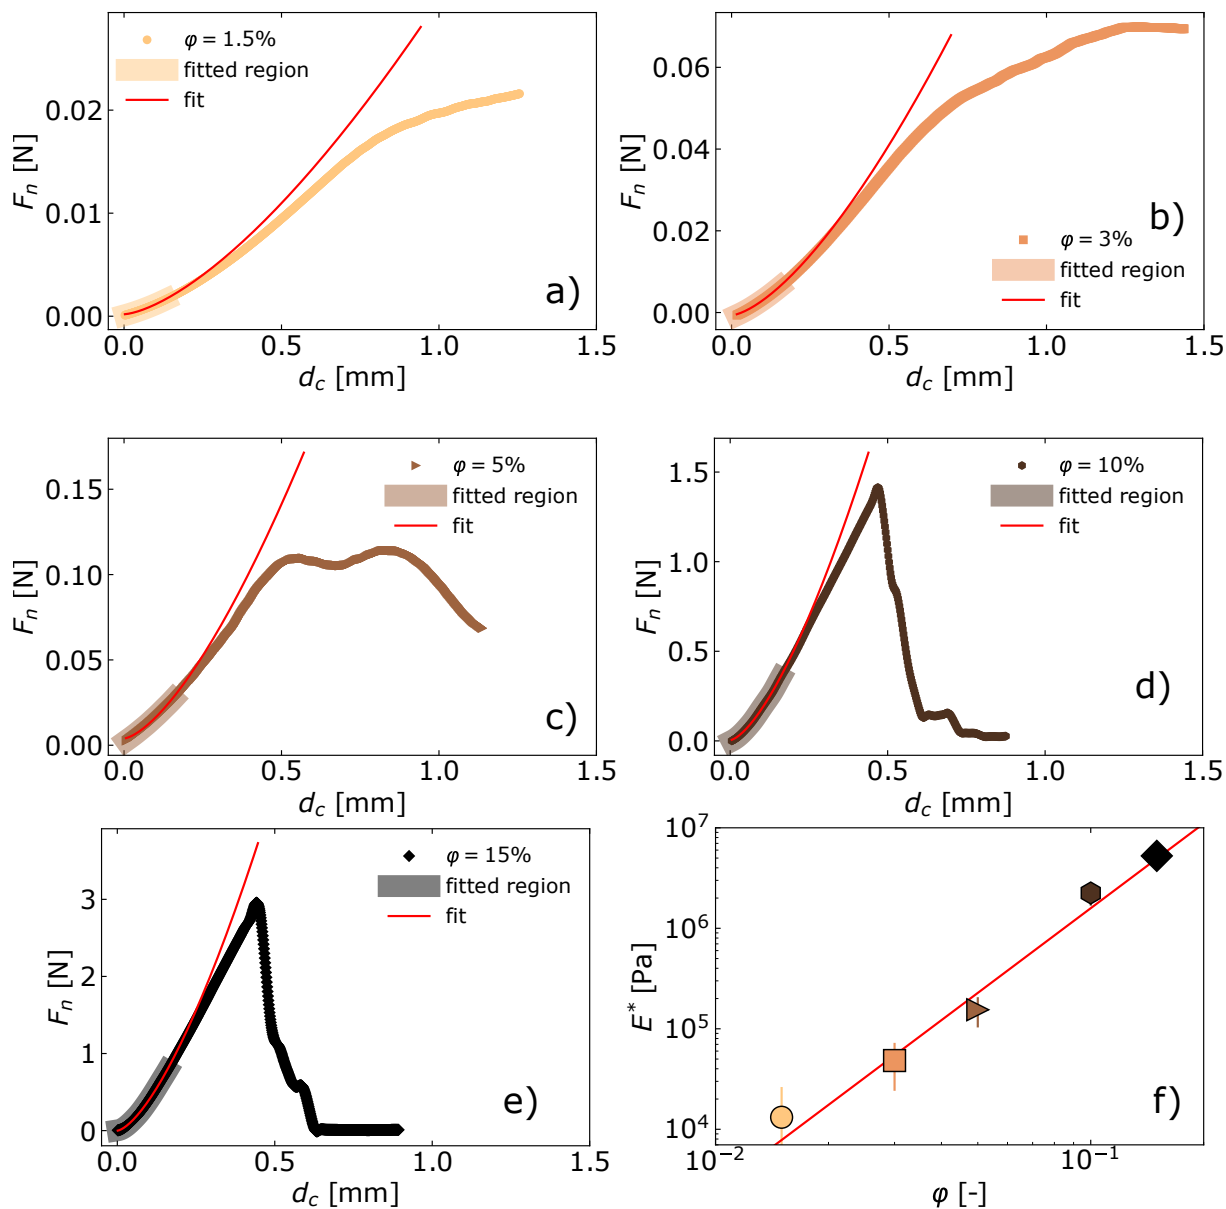 φ = 1.5%
fitted region
fit
0.02
0.01
0.00
F_n [N]
a)
0.0 0.5 1.0 1.5
d_c [mm]
0.06
0.04
0.02
0.00
F_n [N]
b)
φ = 3%
fitted region
fit
0.0 0.5 1.0 1.5
d_c [mm]
φ = 5%
fitted region
fit
0.15
0.10
0.05
0.00
F_n [N]
c)
0.0 0.5 1.0 1.5
d_c [mm]
φ = 10%
fitted region
fit
1.5
1.0
0.5
0.0
F_n [N]
d)
0.0 0.5 1.0 1.5
d_c [mm]
φ = 15%
fitted region
fit
3
2
1
0
F_n [N]
e)
0.0 0.5 1.0 1.5
d_c [mm]
10^7
10^6
10^5
10^4
E^* [Pa]
f)
10^−2 10^−1
φ [-]